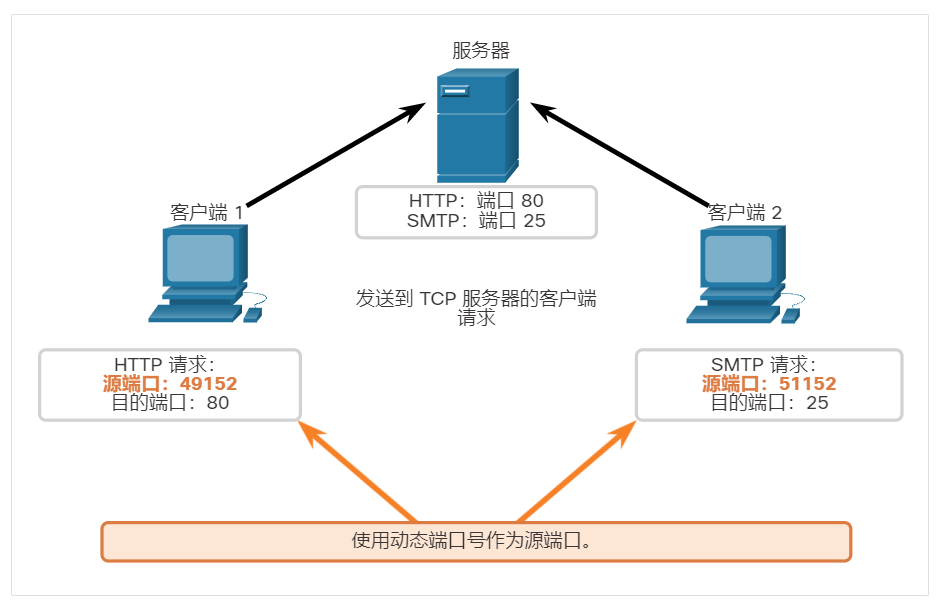 服务器
HTTP：端口 80
SMTP：端口 25
客户端 1
客户端 2
发送到 TCP 服务器的客户端
请求
HTTP 请求：
源端口：49152
目的端口：80
SMTP 请求：
源端口：51152
目的端口：25
使用动态端口号作为源端口。